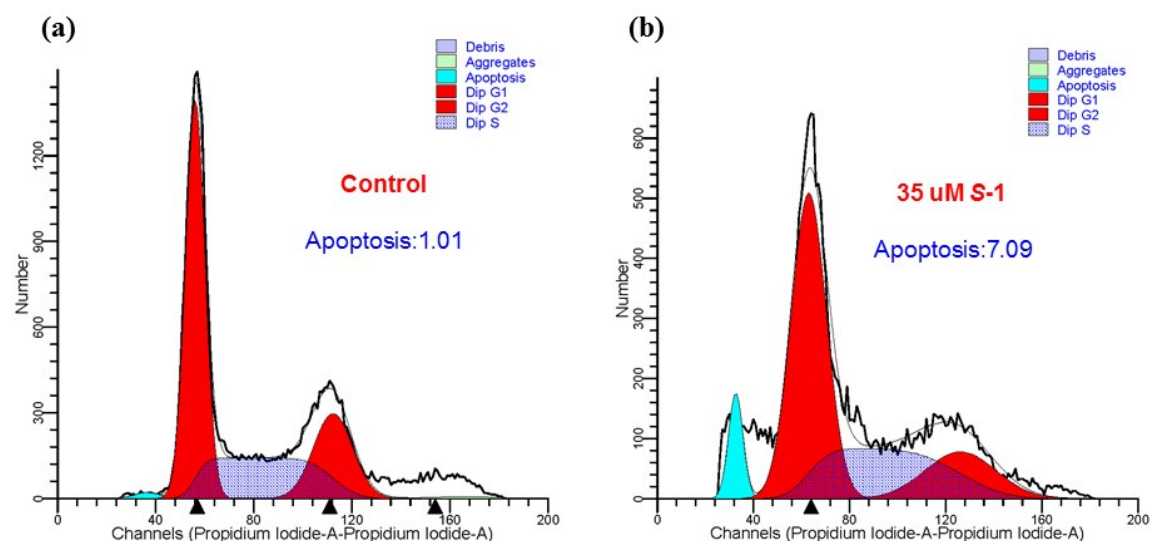 (a)
Debris
Aggregates
Apoptosis
Dip G1
Dip G2
Dip S
Control
Apoptosis:1.01
Number
0 300 600 900 1200
0 40 80 120 160 200
Channels (Propidium Iodide-A-Propidium Iodide-A)
(b)
Debris
Aggregates
Apoptosis
Dip G1
Dip G2
Dip S
35 uM S-1
Apoptosis:7.09
Number
0 100 200 300 400 500 600
0 40 80 120 160 200
Channels (Propidium Iodide-A-Propidium Iodide-A)